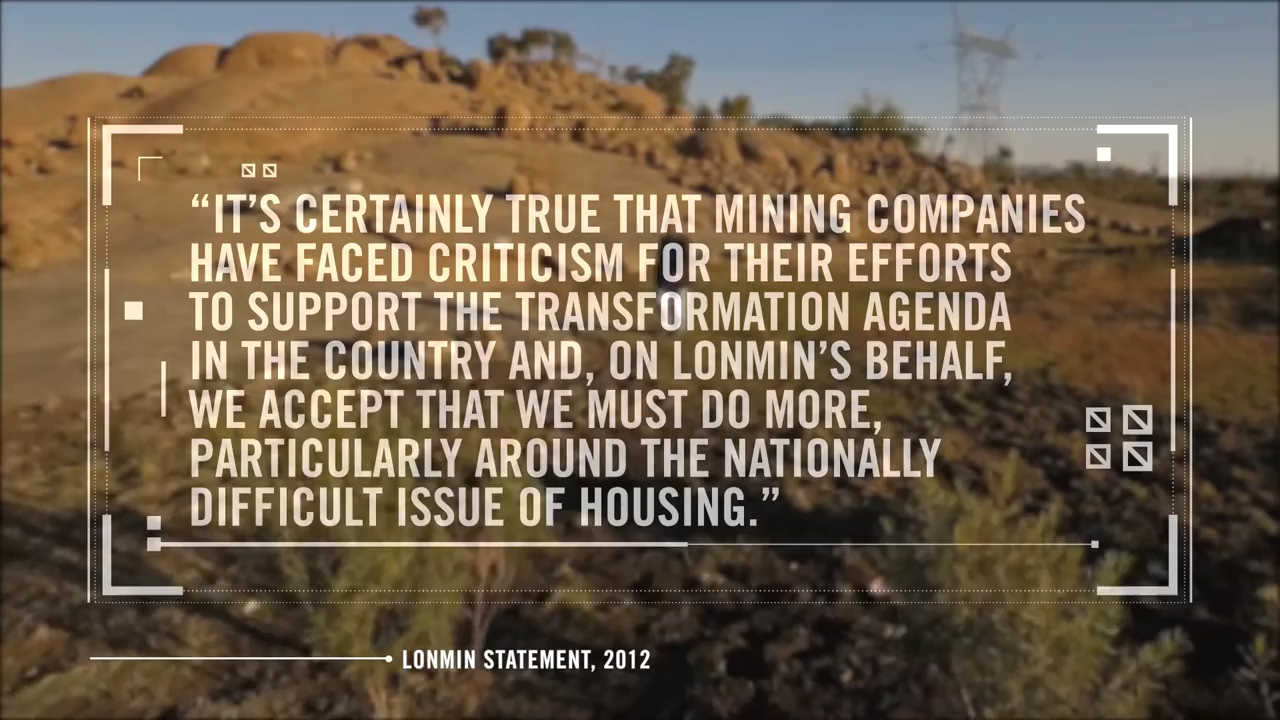 “IT’S CERTAINLY TRUE THAT MINING COMPANIES
HAVE FACED CRITICISM FOR THEIR EFFORTS
TO SUPPORT THE TRANSFORMATION AGENDA
IN THE COUNTRY AND, ON LONMIN’S BEHALF,
WE ACCEPT THAT WE MUST DO MORE,
PARTICULARLY AROUND THE NATIONALLY
DIFFICULT ISSUE OF HOUSING.”
LONMIN STATEMENT, 2012